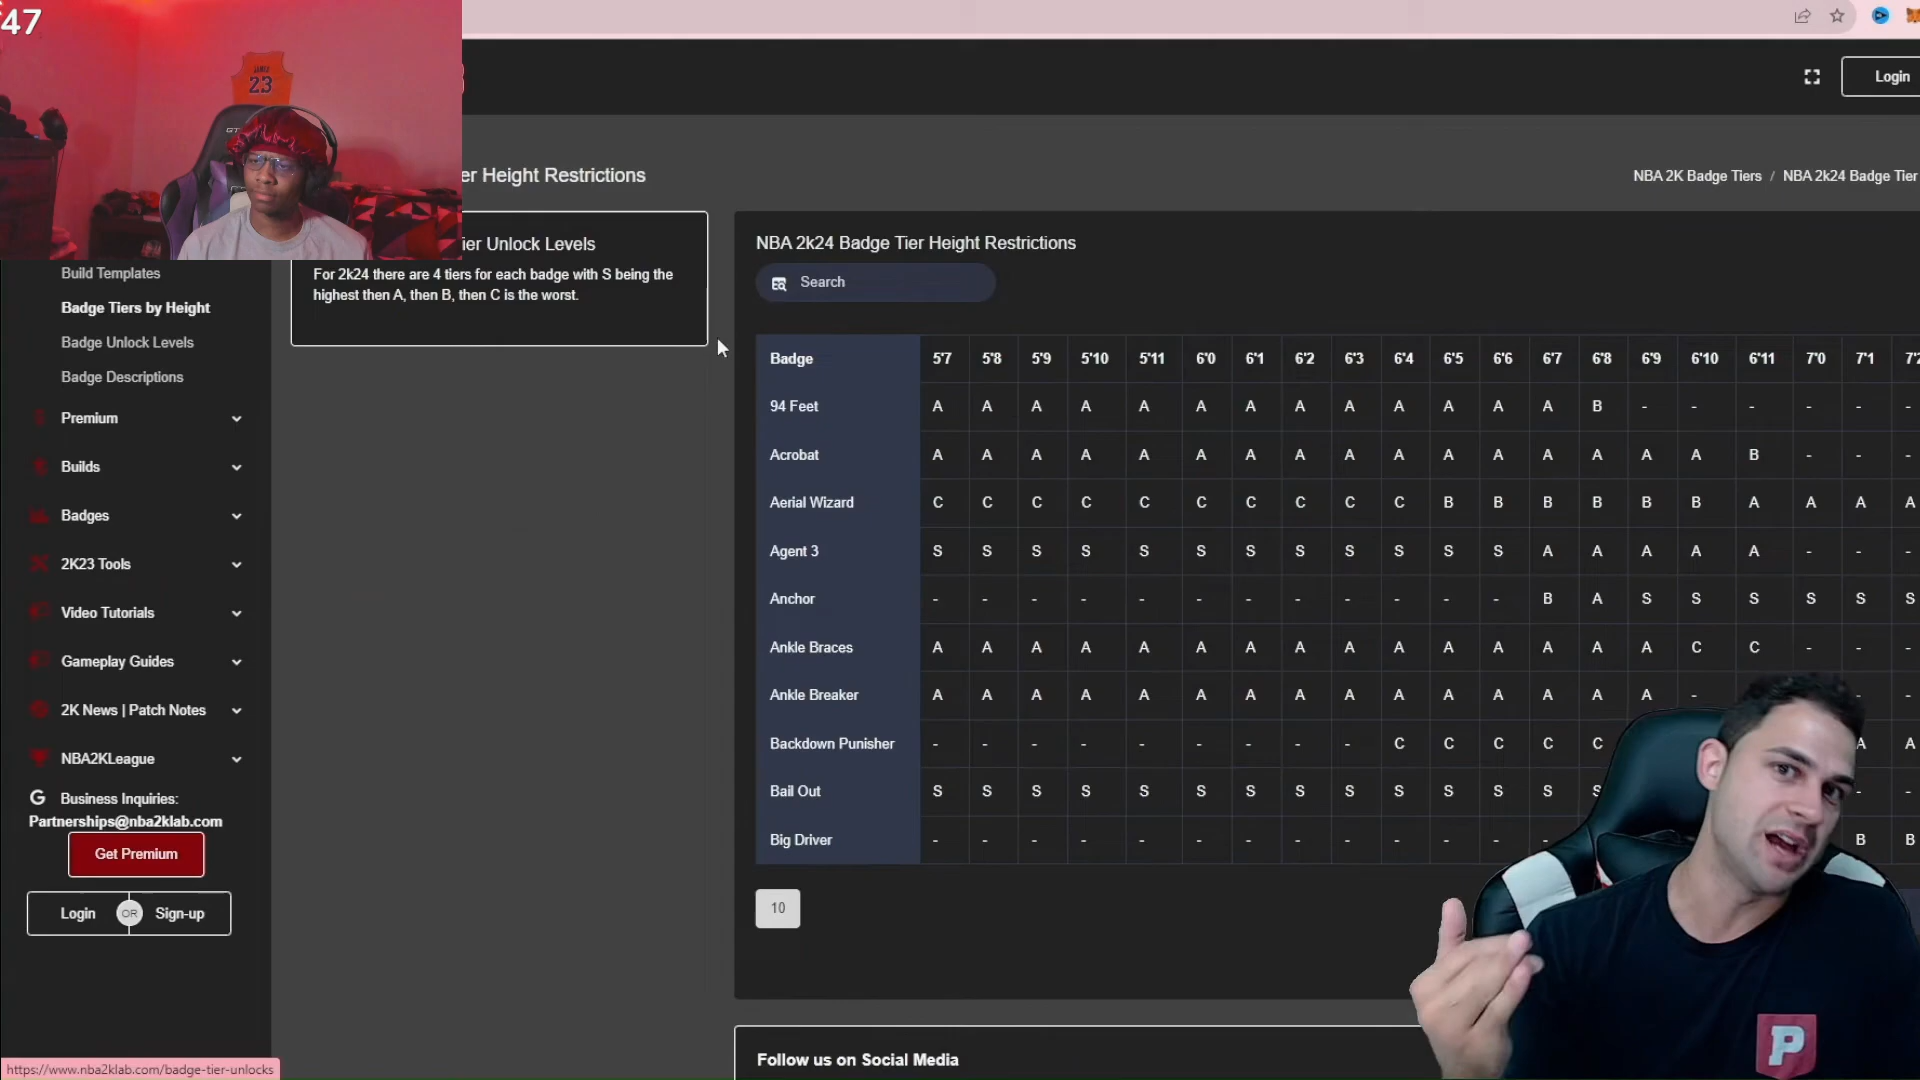 47
JAMES
23
GT
Login
er Height Restrictions
NBA 2K Badge Tiers / NBA 2k24 Badge Tier
ier Unlock Levels
For 2k24 there are 4 tiers for each badge with S being the
highest then A, then B, then C is the worst.
Build Templates
Badge Tiers by Height
Badge Unlock Levels
Badge Descriptions
Premium
Builds
Badges
2K23 Tools
Video Tutorials
Gameplay Guides
2K News | Patch Notes
NBA2KLeague
Business Inquiries:
Partnerships@nba2klab.com
Get Premium
Login OR Sign-up
NBA 2k24 Badge Tier Height Restrictions
Search
Badge 5'7 5'8 5'9 5'10 5'11 6'0 6'1 6'2 6'3 6'4 6'5 6'6 6'7 6'8 6'9 6'10 6'11 7'0 7'1 7'2
94 Feet A A A A A A A A A A A A A B - - - - - -
Acrobat A A A A A A A A A A A A A A A A B - - -
Aerial Wizard C C C C C C C C C C B B B B B B A A A A
Agent 3 S S S S S S S S S S S S A A A A A - - -
Anchor - - - - - - - - - - - - B A S S S S S S
Ankle Braces A A A A A A A A A A A A A A A C C - - -
Ankle Breaker A A A A A A A A A A A A A A A - - -
Backdown Punisher - - - - - - - - - C C C C C A A
Bail Out S S S S S S S S S S S S S S - -
Big Driver - - - - - - - - - - - - - B B
10
P
Follow us on Social Media
https://www.nba2klab.com/badge-tier-unlocks